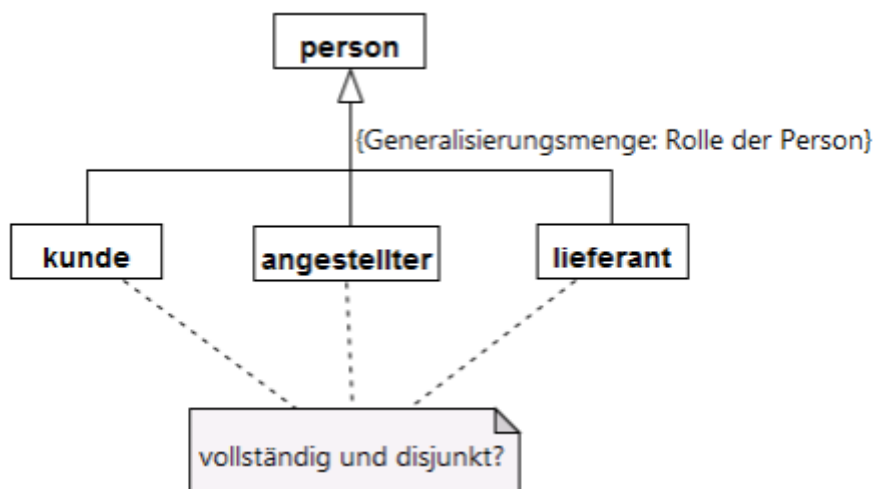 person
{Generalisierungsmenge: Rolle der Person}
kunde
angestellter
lieferant
vollständig und disjunkt?